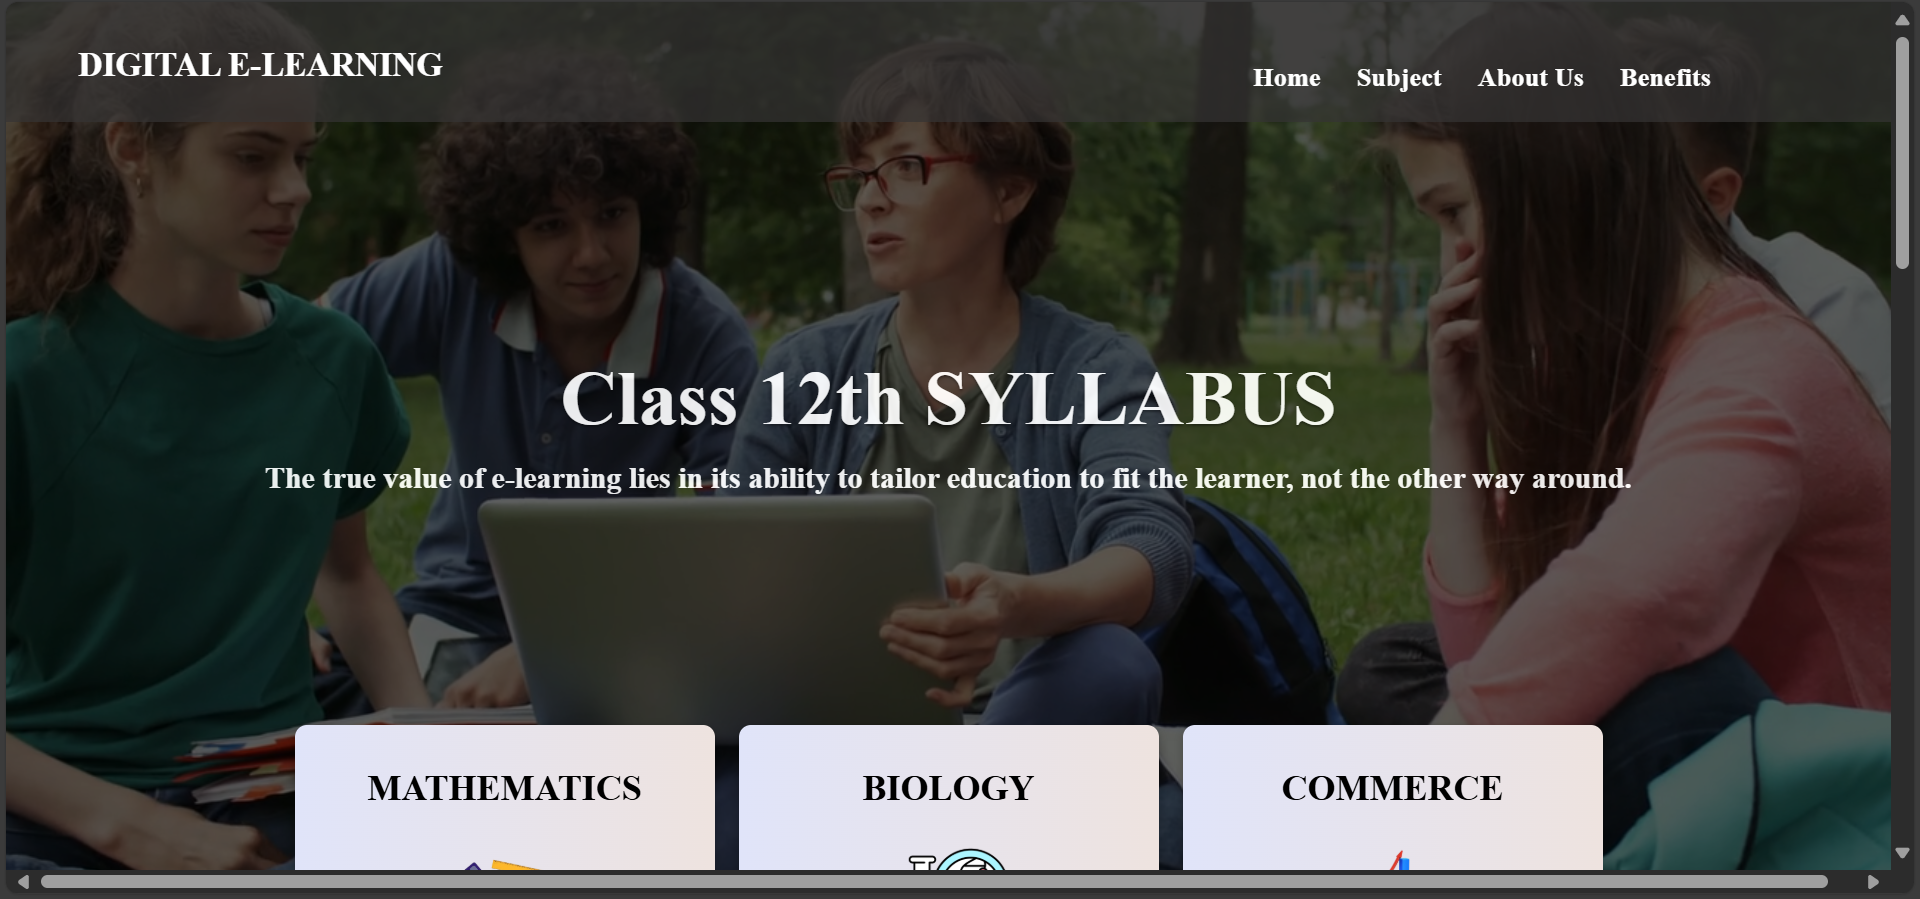 DIGITAL E-LEARNING
Home Subject About Us Benefits
Class 12th SYLLABUS
The true value of e-learning lies in its ability to tailor education to fit the learner, not the other way around.
MATHEMATICS
BIOLOGY
COMMERCE